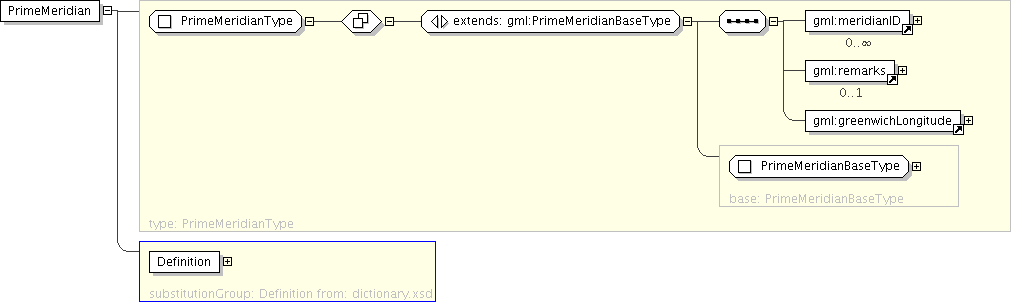 PrimeMeridian
PrimeMeridianType
extends: gml:PrimeMeridianBaseType
gml:meridianID
0..∞
gml:remarks
0..1
gml:greenwichLongitude
PrimeMeridianBaseType
base: PrimeMeridianBaseType
type: PrimeMeridianType
Definition
substitutionGroup: Definition from: dictionary.xsd